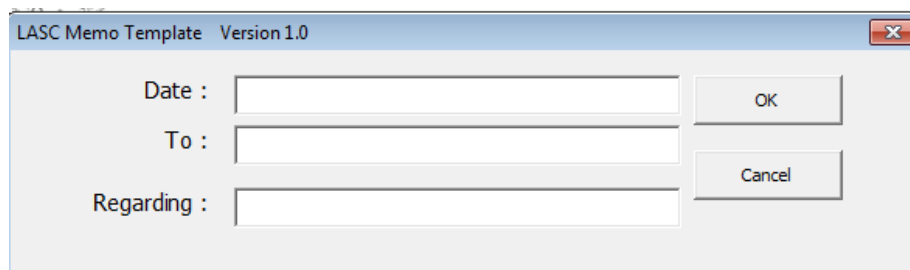 LASC Memo Template Version 1.0
Date :
OK
To :
Cancel
Regarding :